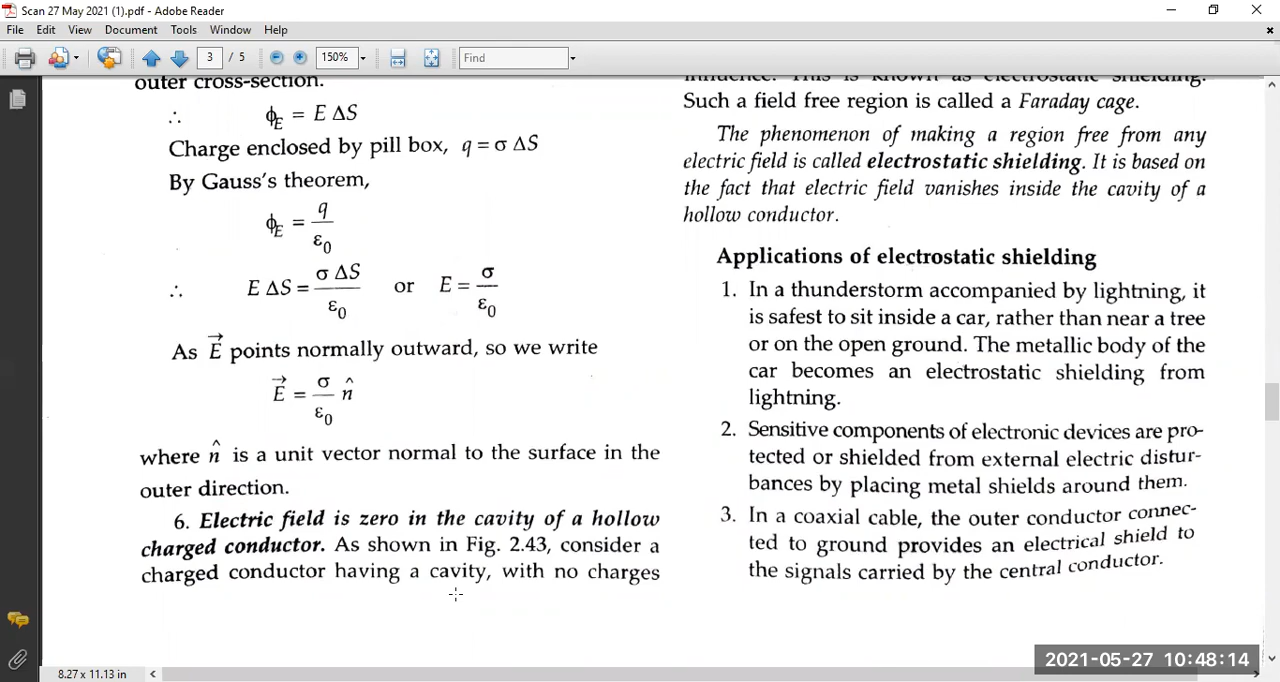 Scan 27 May 2021 (1).pdf - Adobe Reader
File Edit View Document Tools Window Help
3 / 5 150% Find
outer cross-section.
∴ ϕE = E ΔS
Charge enclosed by pill box, q = σ ΔS
By Gauss's theorem,
ϕE = q / ε0
∴ E ΔS = σ ΔS / ε0 or E = σ / ε0
As E⃗ points normally outward, so we write
E⃗ = σ / ε0 n̂
where n̂ is a unit vector normal to the surface in the
outer direction.
6. Electric field is zero in the cavity of a hollow
charged conductor. As shown in Fig. 2.43, consider a
charged conductor having a cavity, with no charges
influence. This is known as electrostatic shielding.
Such a field free region is called a Faraday cage.
The phenomenon of making a region free from any
electric field is called electrostatic shielding. It is based on
the fact that electric field vanishes inside the cavity of a
hollow conductor.
Applications of electrostatic shielding
1. In a thunderstorm accompanied by lightning, it
is safest to sit inside a car, rather than near a tree
or on the open ground. The metallic body of the
car becomes an electrostatic shielding from
lightning.
2. Sensitive components of electronic devices are pro-
tected or shielded from external electric distur-
bances by placing metal shields around them.
3. In a coaxial cable, the outer conductor connec-
ted to ground provides an electrical shield to
the signals carried by the central conductor.
8.27 x 11.13 in
2021-05-27 10:48:14